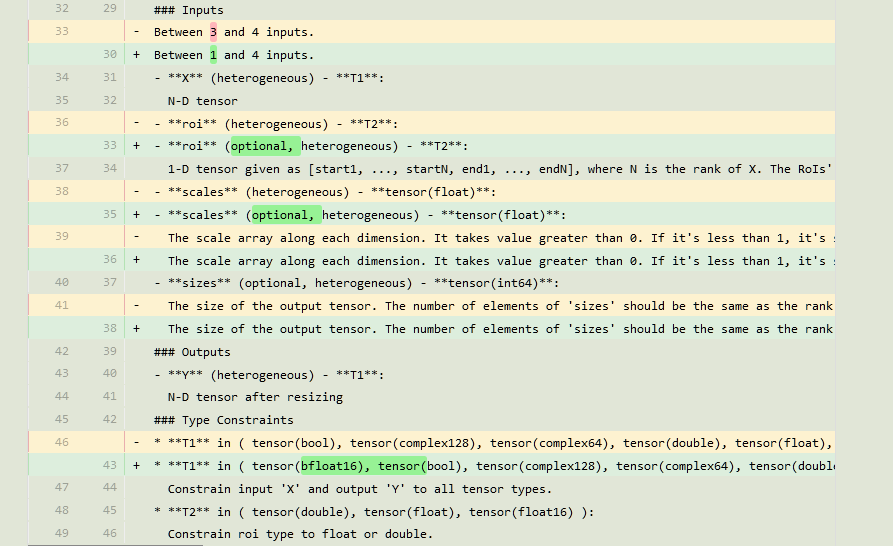 32 29 ### Inputs
33 - Between 3 and 4 inputs.
30 + Between 1 and 4 inputs.
34 31 - **X** (heterogeneous) - **T1**:
35 32 N-D tensor
36 - - **roi** (heterogeneous) - **T2**:
33 + - **roi** (optional, heterogeneous) - **T2**:
37 34 1-D tensor given as [start1, ..., startN, end1, ..., endN], where N is the rank of X. The RoIs'
38 - - **scales** (heterogeneous) - **tensor(float)**:
35 + - **scales** (optional, heterogeneous) - **tensor(float)**:
39 - The scale array along each dimension. It takes value greater than 0. If it's less than 1, it's
36 + The scale array along each dimension. It takes value greater than 0. If it's less than 1, it's
40 37 - **sizes** (optional, heterogeneous) - **tensor(int64)**:
41 - The size of the output tensor. The number of elements of 'sizes' should be the same as the rank
38 + The size of the output tensor. The number of elements of 'sizes' should be the same as the rank
42 39 ### Outputs
43 40 - **Y** (heterogeneous) - **T1**:
44 41 N-D tensor after resizing
45 42 ### Type Constraints
46 - * **T1** in ( tensor(bool), tensor(complex128), tensor(complex64), tensor(double), tensor(float),
43 + * **T1** in ( tensor(bfloat16), tensor(bool), tensor(complex128), tensor(complex64), tensor(double
47 44 Constrain input 'X' and output 'Y' to all tensor types.
48 45 * **T2** in ( tensor(double), tensor(float), tensor(float16) ):
49 46 Constrain roi type to float or double.